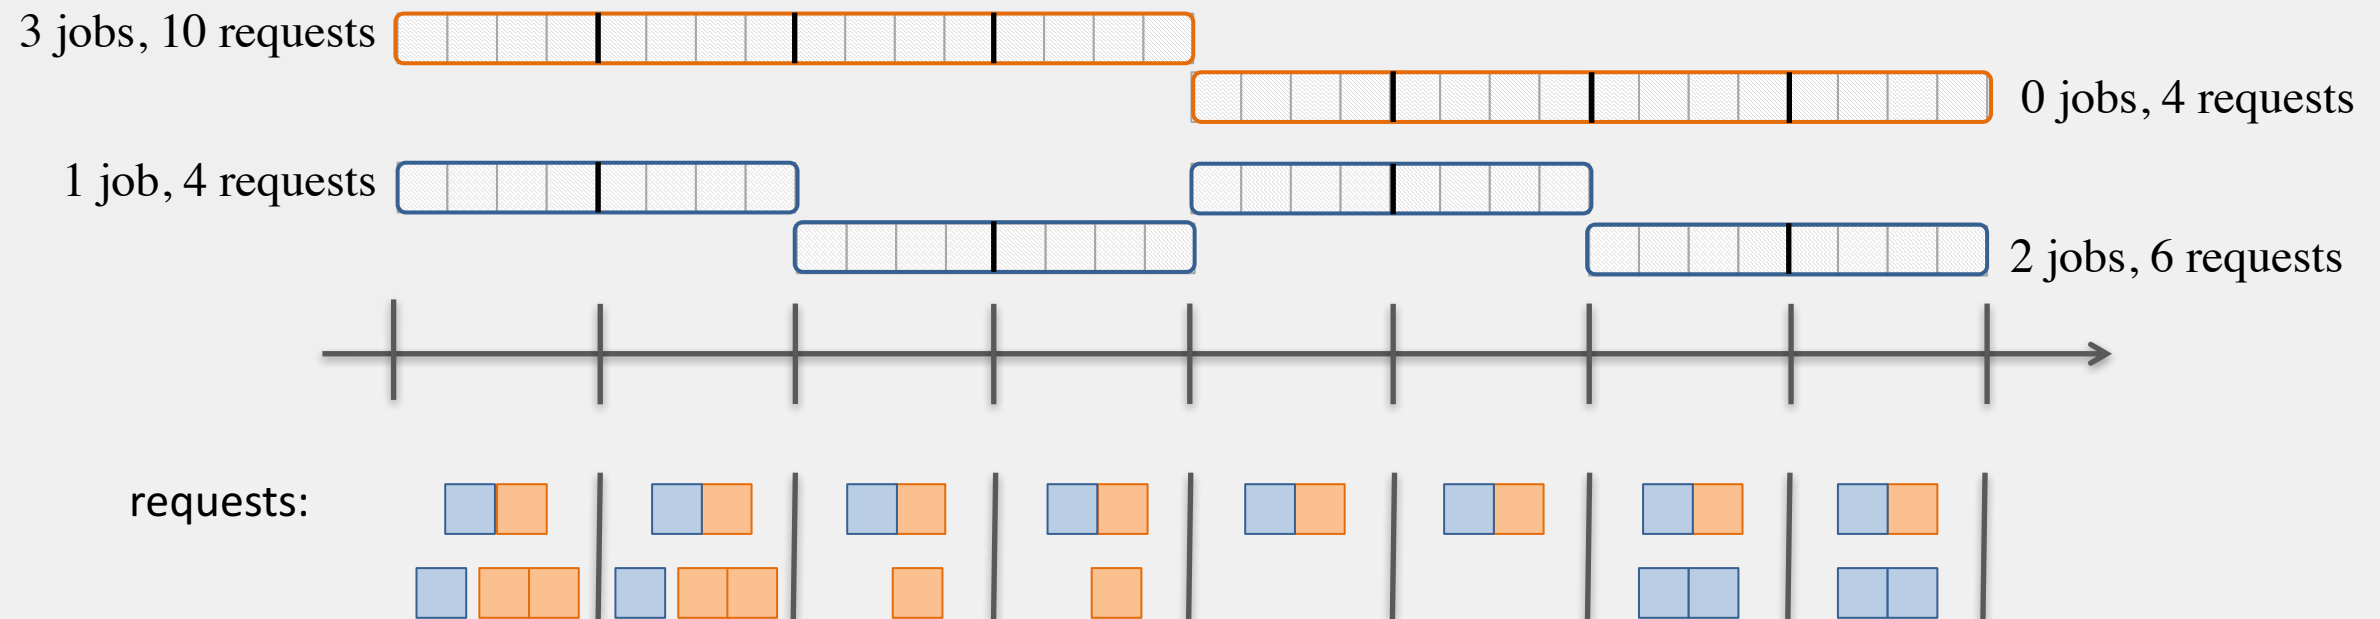 3 jobs, 10 requests
0 jobs, 4 requests
1 job, 4 requests
2 jobs, 6 requests
requests: